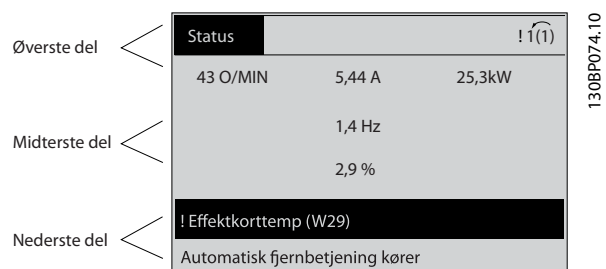 Øverste del
Status
! 1(1)
43 O/MIN 5,44 A 25,3kW
Midterste del
1,4 Hz
2,9 %
! Effektkorttemp (W29)
Nederste del
Automatisk fjernbetjening kører
130BP074.10